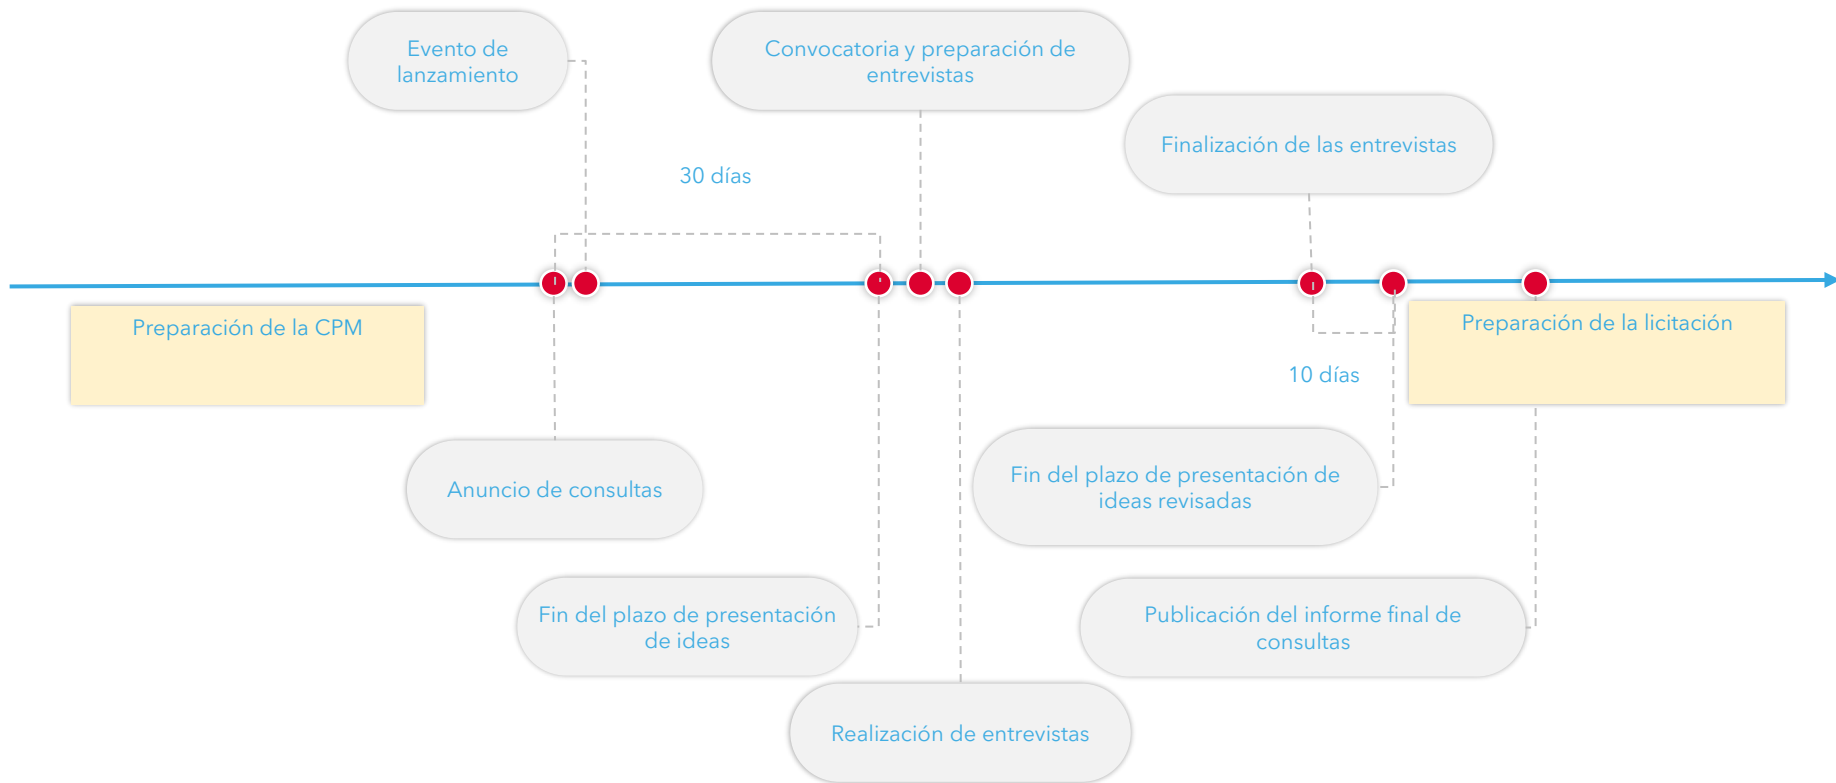 Evento de
lanzamiento
Convocatoria y preparación de
entrevistas
Finalización de las entrevistas
30 días
Preparación de la CPM
Preparación de la licitación
10 días
Anuncio de consultas
Fin del plazo de presentación de
ideas revisadas
Fin del plazo de presentación
de ideas
Publicación del informe final de
consultas
Realización de entrevistas